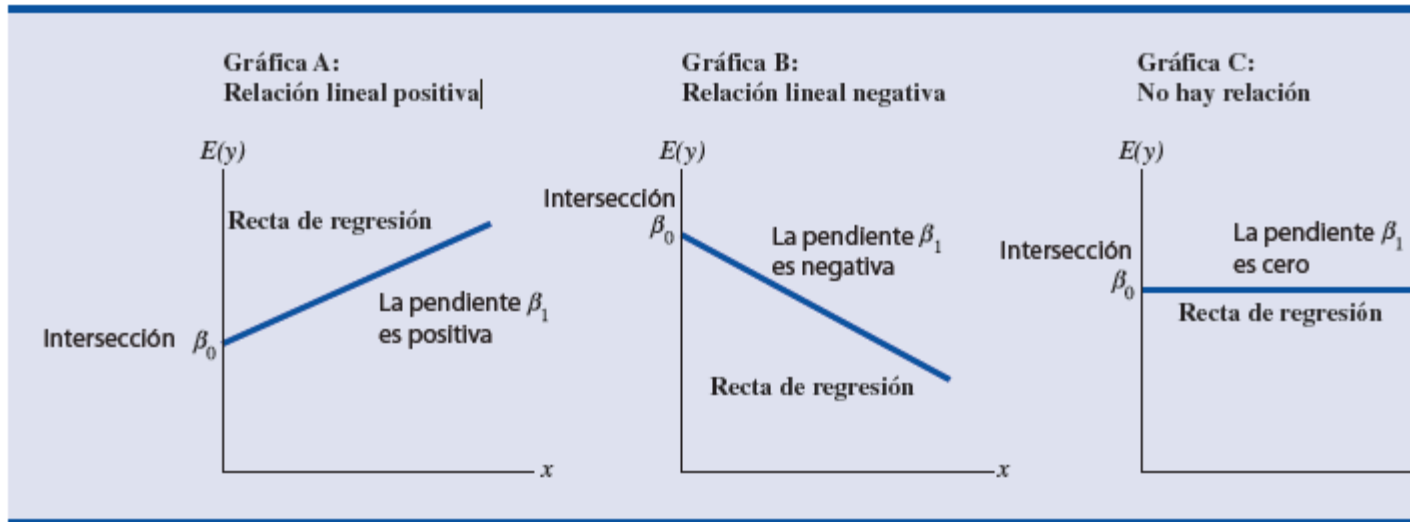 Gráfica A:
Relación lineal positiva
E(y)
Recta de regresión
La pendiente β₁
es positiva
Intersección β₀
x
Gráfica B:
Relación lineal negativa
E(y)
Intersección
β₀
La pendiente β₁
es negativa
Recta de regresión
x
Gráfica C:
No hay relación
E(y)
La pendiente β₁
es cero
Intersección
β₀
Recta de regresión